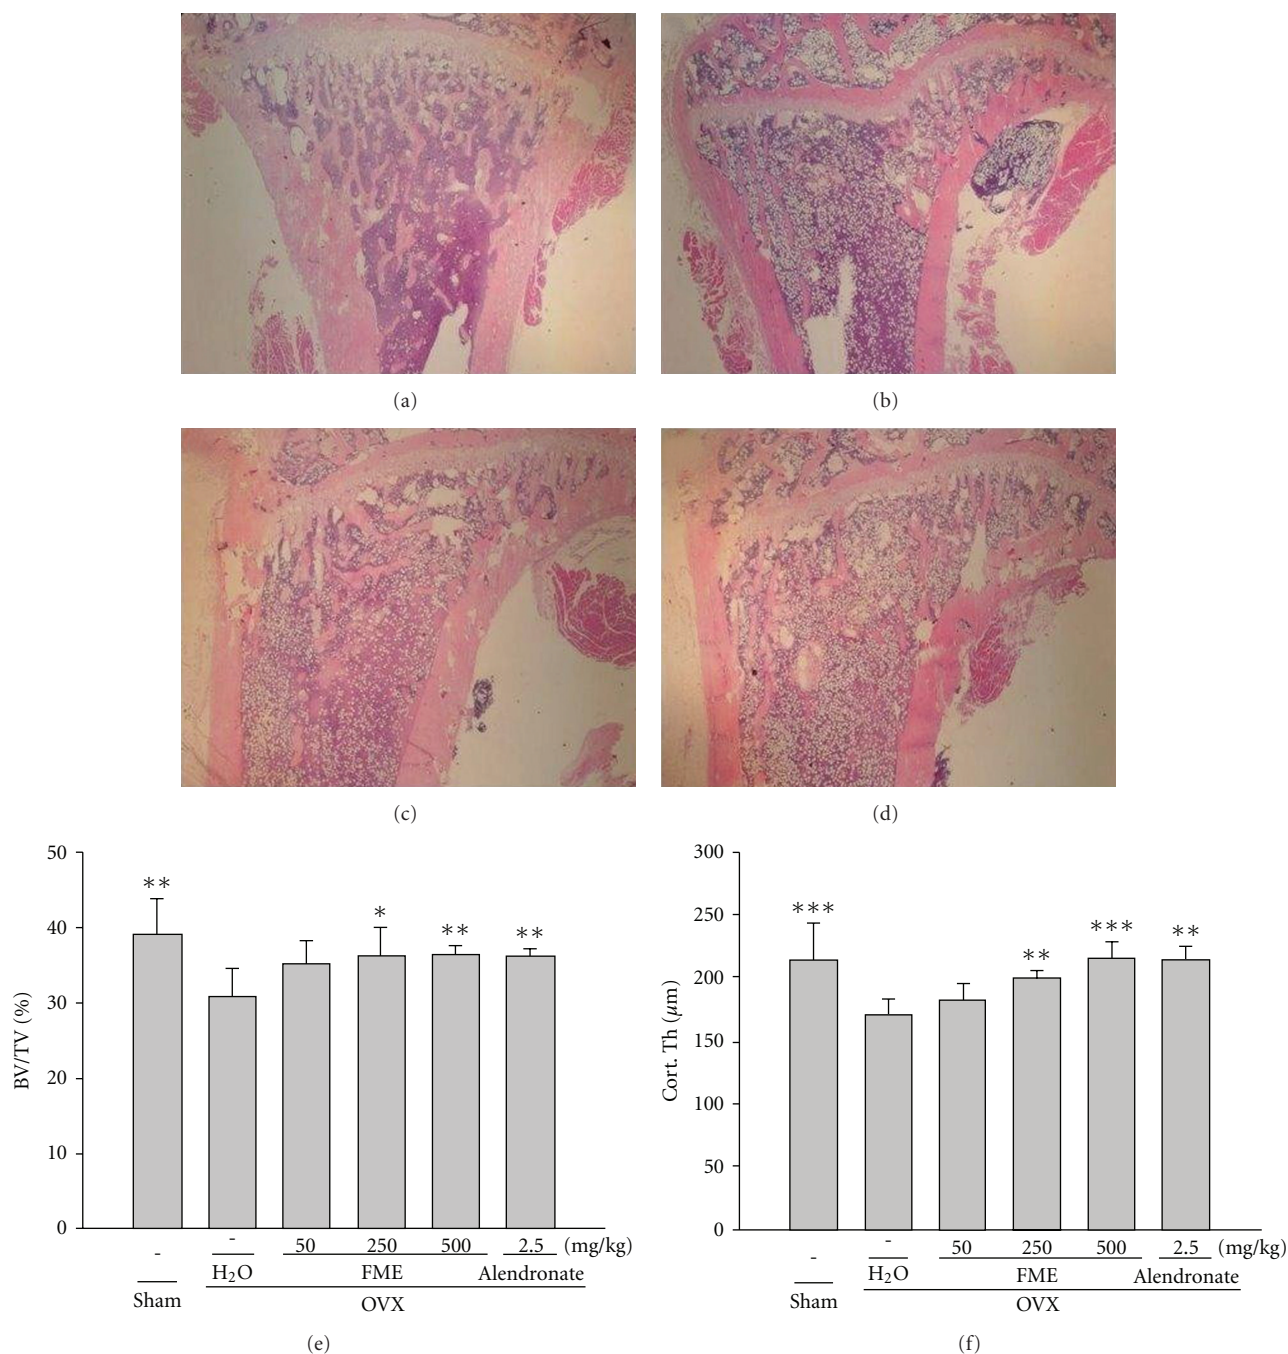 (a)
(b)
(c)
(d)
50
40
30
20
10
0
BV/TV (%)
**
*
**
**
-
-
50
250
500
2.5
(mg/kg)
H₂O
FME
Alendronate
Sham
OVX
(e)
300
250
200
150
100
50
0
Cort. Th (μm)
***
**
***
**
-
-
50
250
500
2.5
(mg/kg)
H₂O
FME
Alendronate
Sham
OVX
(f)